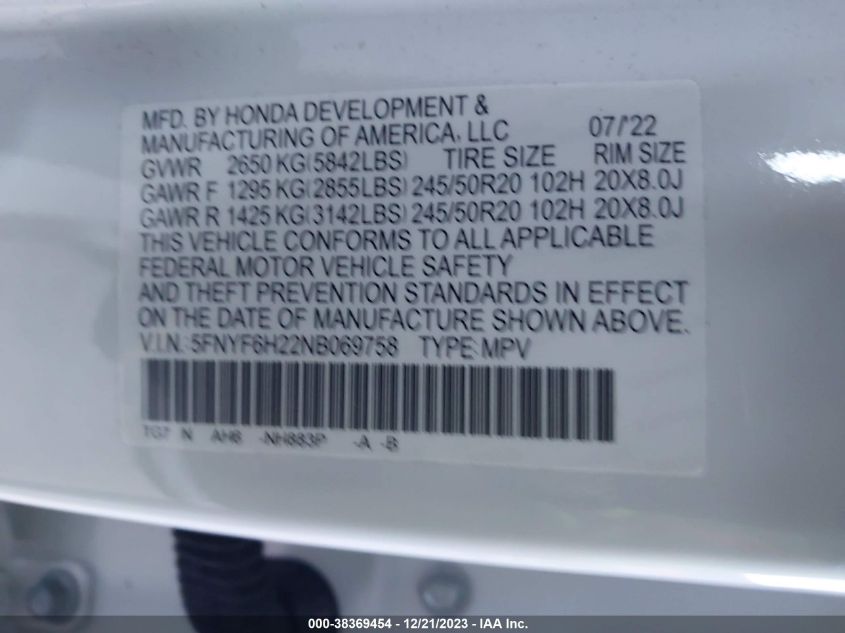 MFD. BY HONDA DEVELOPMENT &
MANUFACTURING OF AMERICA, LLC 07/'22
GVWR 2650 KG(5842LBS) TIRE SIZE RIM SIZE
GAWR F 1295 KG(2855LBS) 245/50R20 102H 20X8.0J
GAWR R 1425 KG(3142LBS) 245/50R20 102H 20X8.0J
THIS VEHICLE CONFORMS TO ALL APPLICABLE
FEDERAL MOTOR VEHICLE SAFETY
AND THEFT PREVENTION STANDARDS IN EFFECT
ON THE DATE OF MANUFACTURE SHOWN ABOVE.
V.I.N.: 5FNYF6H22NB069758 TYPE: MPV
TG7 N AH6 -NH883P -A -B
000-38369454 - 12/21/2023 - IAA Inc.